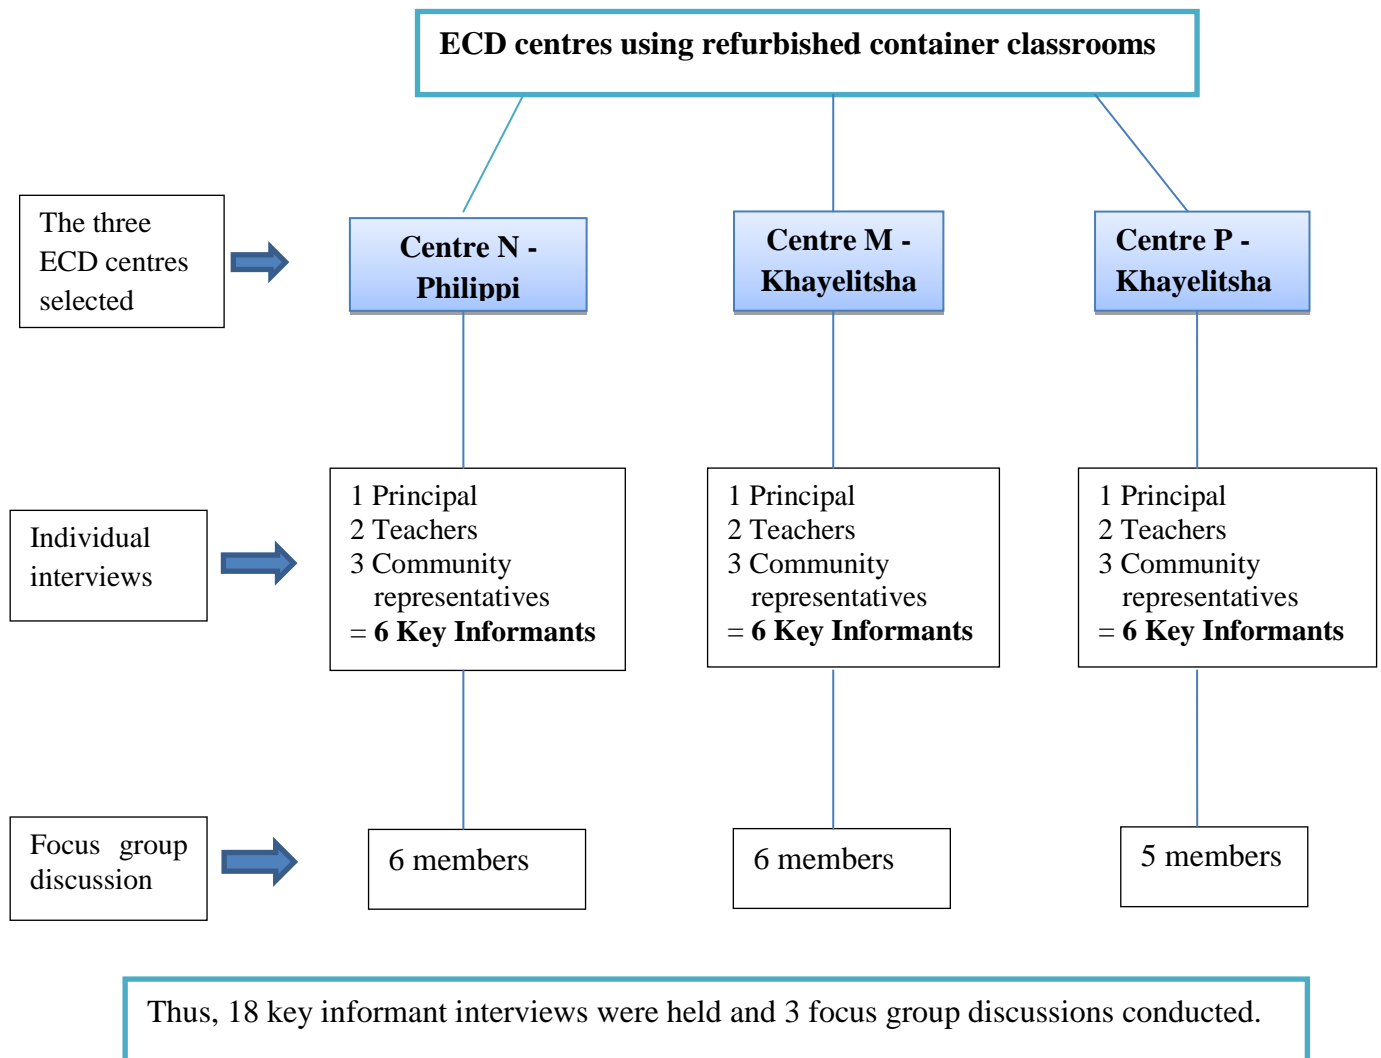 ECD centres using refurbished container classrooms
The three
ECD centres
selected
Centre N -
Philippi
Centre M -
Khayelitsha
Centre P -
Khayelitsha
Individual
interviews
1 Principal
2 Teachers
3 Community
representatives
= 6 Key Informants
1 Principal
2 Teachers
3 Community
representatives
= 6 Key Informants
1 Principal
2 Teachers
3 Community
representatives
= 6 Key Informants
Focus group
discussion
6 members
6 members
5 members
Thus, 18 key informant interviews were held and 3 focus group discussions conducted.